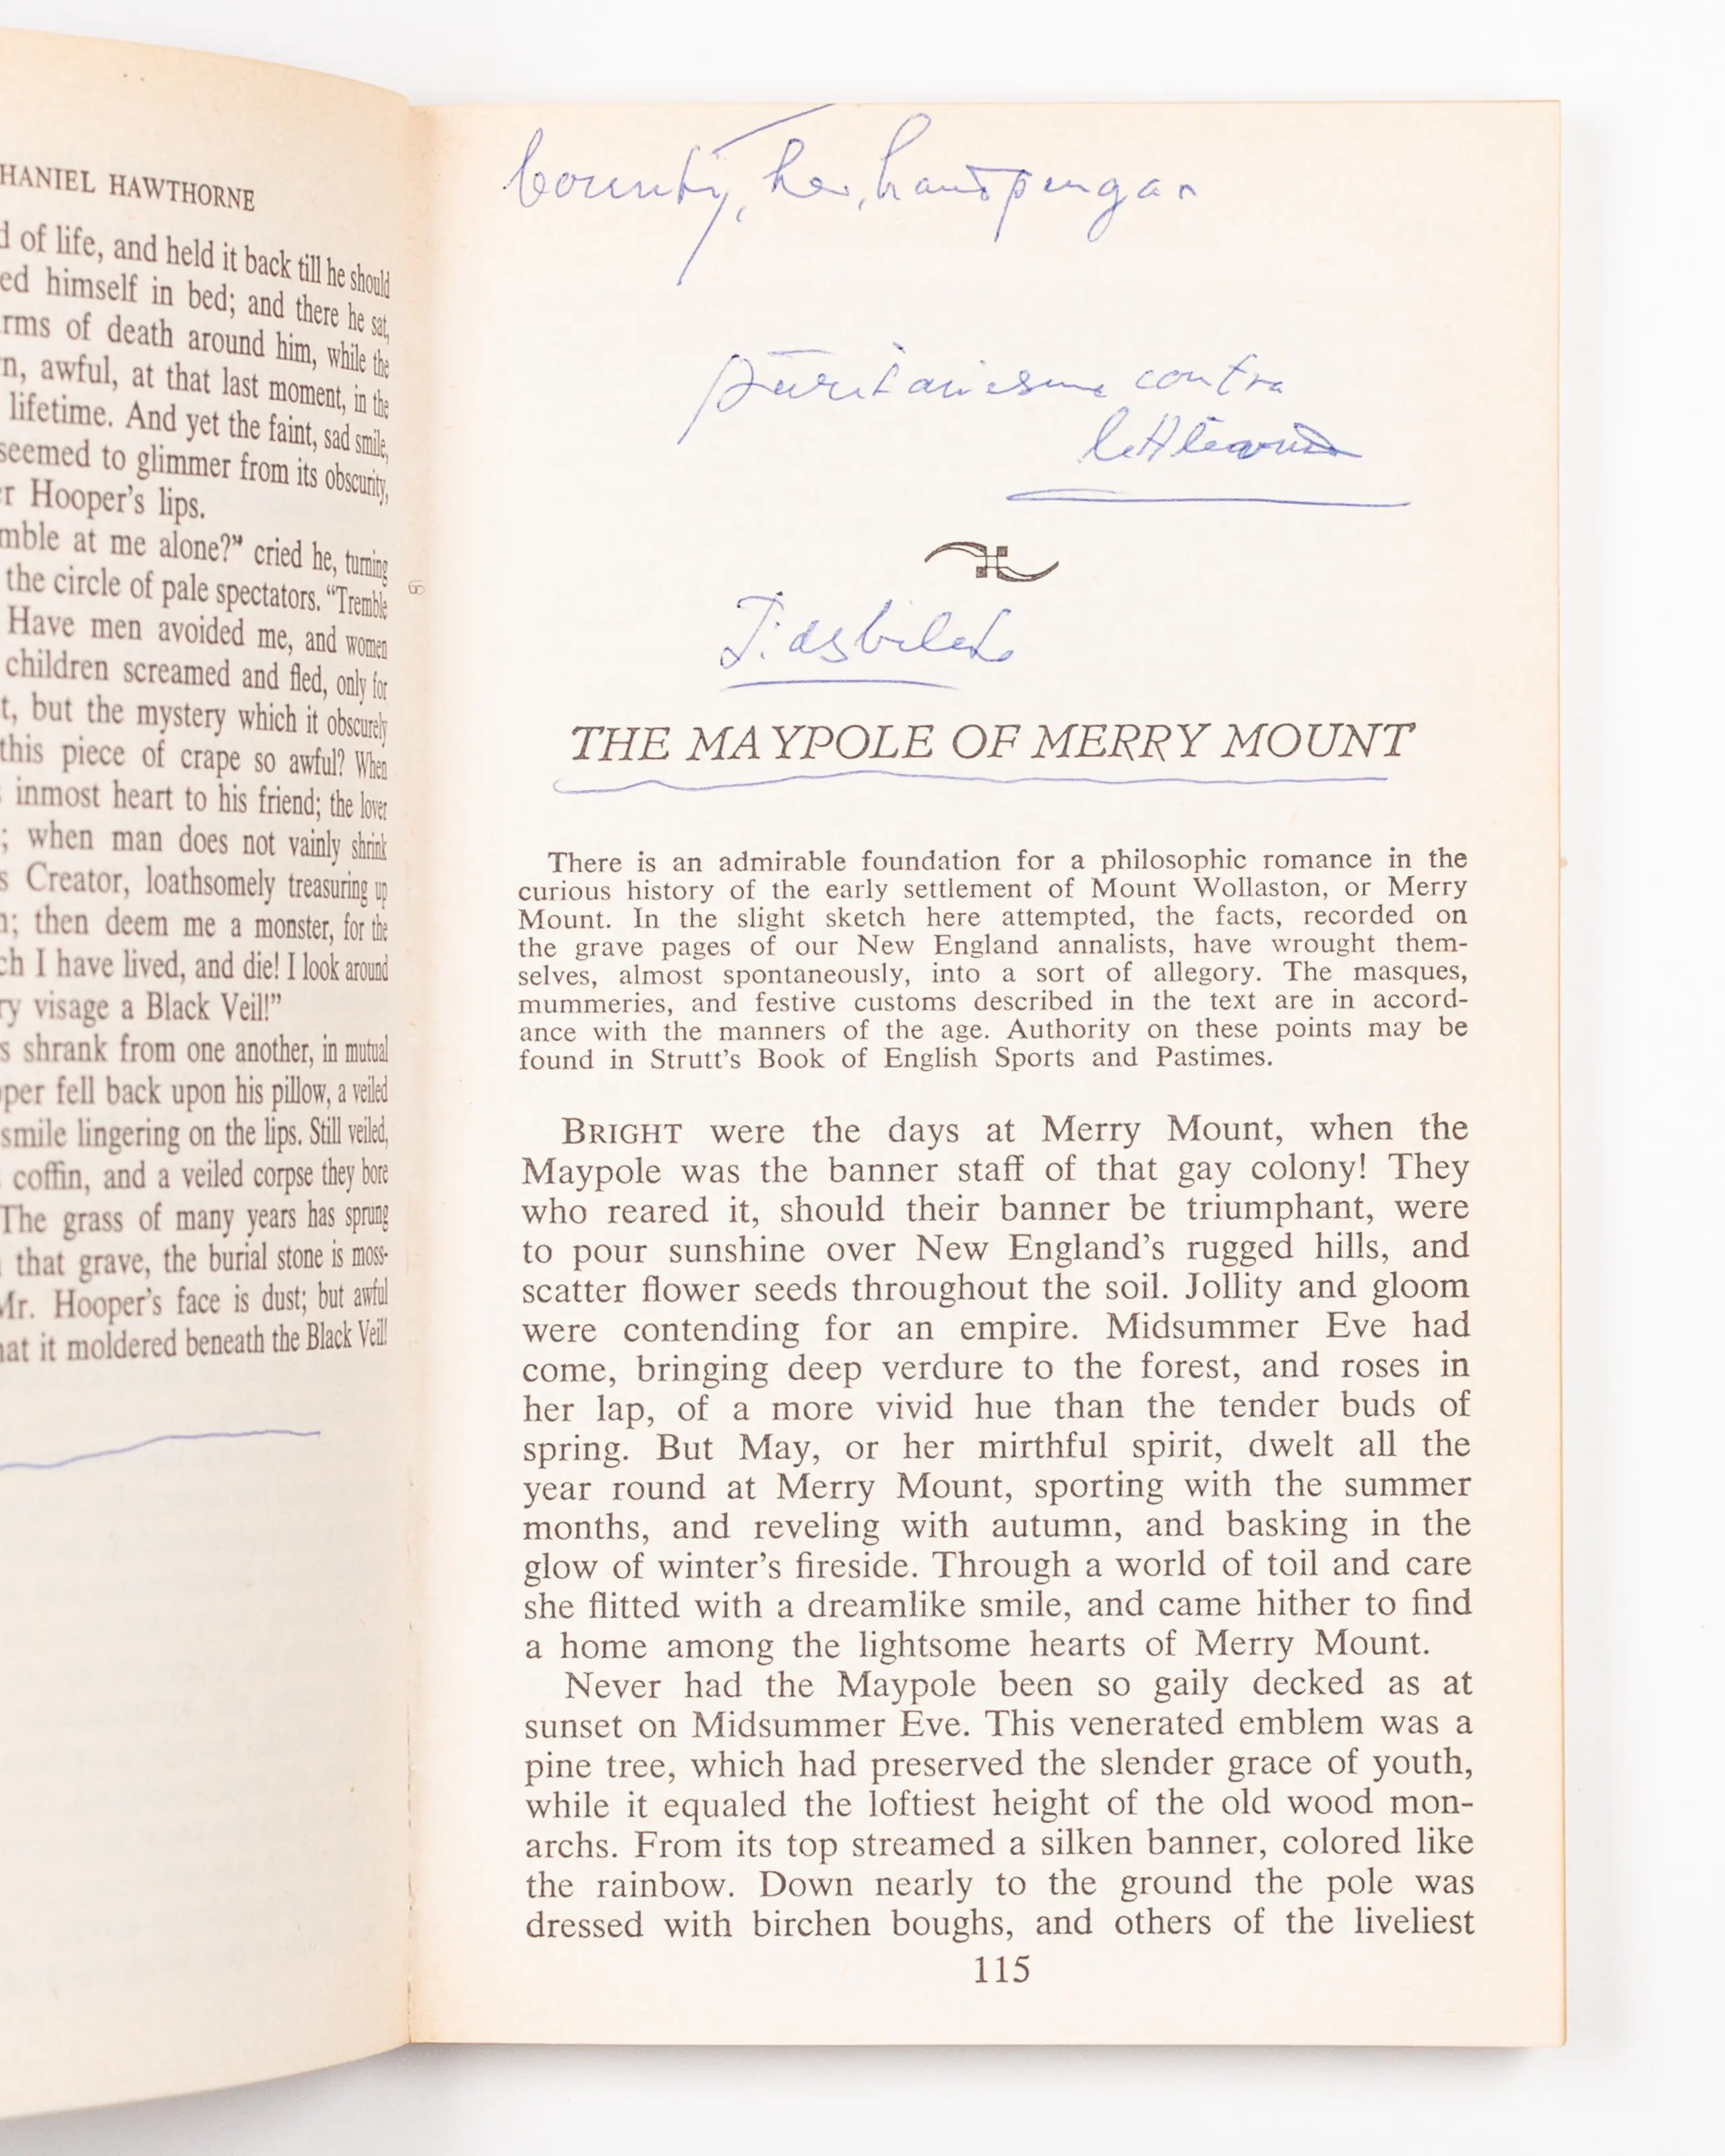 HANIEL HAWTHORNE
d of life, and held it back till he should
ed himself in bed; and there he sat,
rms of death around him, while the
n, awful, at that last moment, in the
lifetime. And yet the faint, sad smile,
seemed to glimmer from its obscurity,
r Hooper's lips.
mble at me alone?” cried he, turning
the circle of pale spectators. “Tremble
Have men avoided me, and women
children screamed and fled, only for
t, but the mystery which it obscurely
this piece of crape so awful? When
inmost heart to his friend; the lover
; when man does not vainly shrink
s Creator, loathsomely treasuring up
n; then deem me a monster, for the
ch I have lived, and die! I look around
ry visage a Black Veil!”
s shrank from one another, in mutual
per fell back upon his pillow, a veiled
smile lingering on the lips. Still veiled,
coffin, and a veiled corpse they bore
The grass of many years has sprung
that grave, the burial stone is moss-
Mr. Hooper's face is dust; but awful
hat it moldered beneath the Black Veil!
bounty, her, handpengar
puritanisme contra
Tidsbild
THE MAYPOLE OF MERRY MOUNT
There is an admirable foundation for a philosophic romance in the
curious history of the early settlement of Mount Wollaston, or Merry
Mount. In the slight sketch here attempted, the facts, recorded on
the grave pages of our New England annalists, have wrought them-
selves, almost spontaneously, into a sort of allegory. The masques,
mummeries, and festive customs described in the text are in accord-
ance with the manners of the age. Authority on these points may be
found in Strutt's Book of English Sports and Pastimes.
BRIGHT were the days at Merry Mount, when the
Maypole was the banner staff of that gay colony! They
who reared it, should their banner be triumphant, were
to pour sunshine over New England's rugged hills, and
scatter flower seeds throughout the soil. Jollity and gloom
were contending for an empire. Midsummer Eve had
come, bringing deep verdure to the forest, and roses in
her lap, of a more vivid hue than the tender buds of
spring. But May, or her mirthful spirit, dwelt all the
year round at Merry Mount, sporting with the summer
months, and reveling with autumn, and basking in the
glow of winter's fireside. Through a world of toil and care
she flitted with a dreamlike smile, and came hither to find
a home among the lightsome hearts of Merry Mount.
Never had the Maypole been so gaily decked as at
sunset on Midsummer Eve. This venerated emblem was a
pine tree, which had preserved the slender grace of youth,
while it equaled the loftiest height of the old wood mon-
archs. From its top streamed a silken banner, colored like
the rainbow. Down nearly to the ground the pole was
dressed with birchen boughs, and others of the liveliest
115